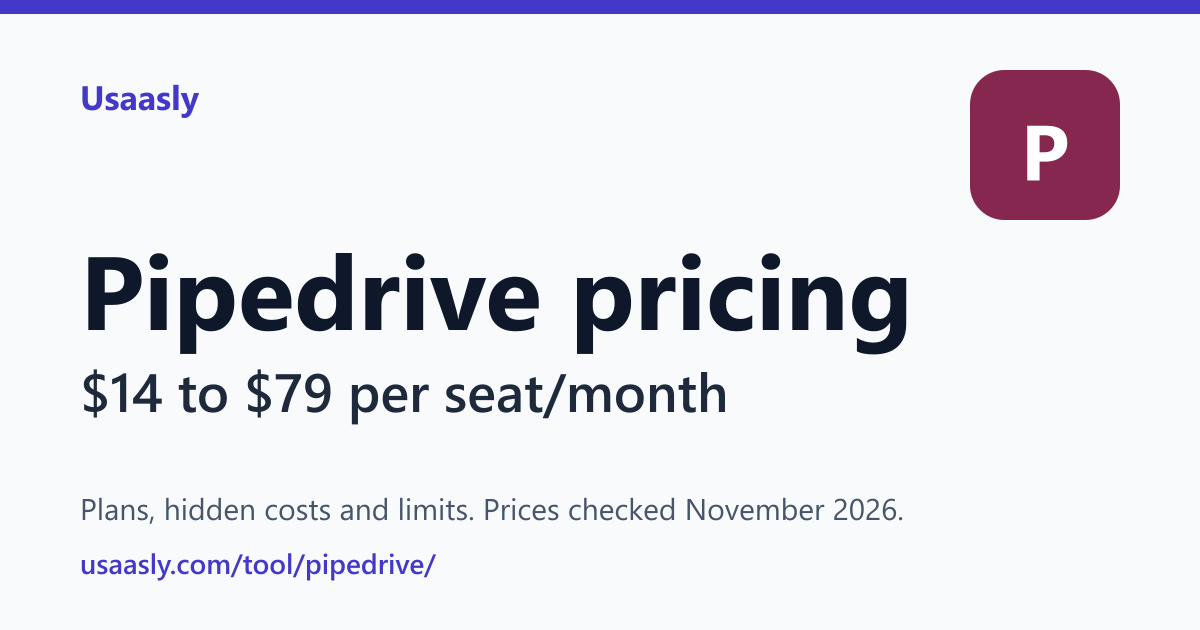 Usaasly
P
Pipedrive pricing
$14 to $79 per seat/month
Plans, hidden costs and limits. Prices checked November 2026.
usaasly.com/tool/pipedrive/